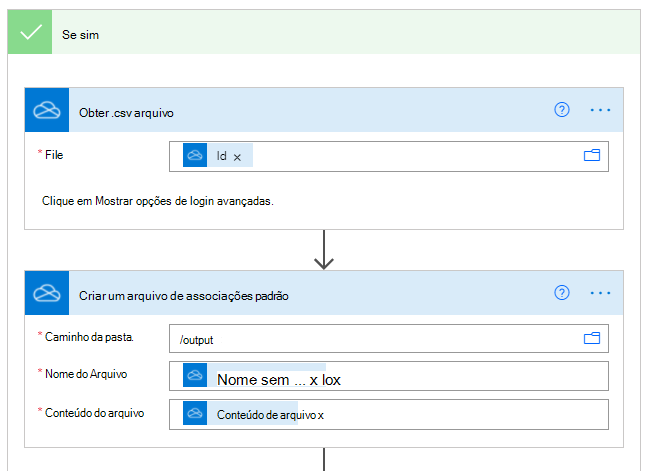 Se sim
Obter .csv arquivo
* File
Id x
Clique em Mostrar opções de login avançadas.
Criar um arquivo de associações padrão
* Caminho da pasta.
/output
* Nome do Arquivo
Nome sem ... x lox
* Conteúdo do arquivo
Conteúdo de arquivo x